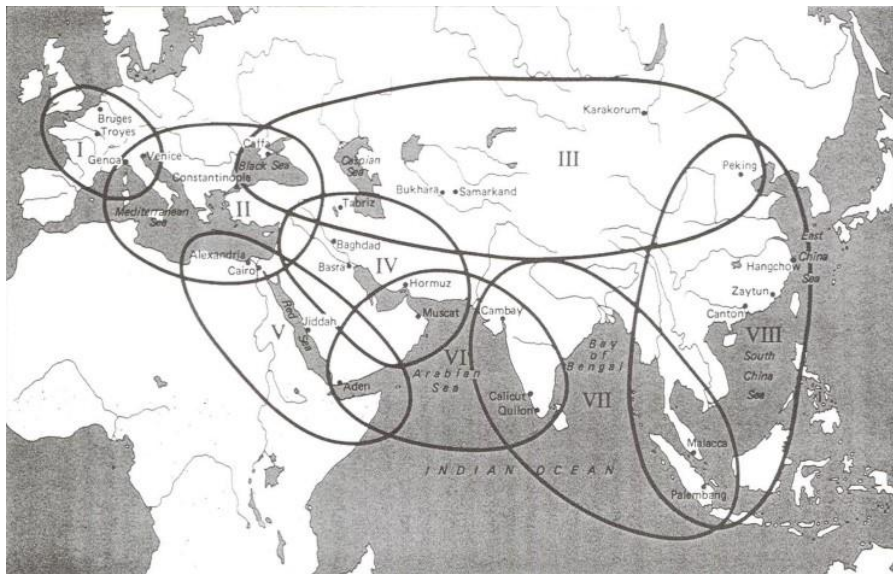 Karakorum
Bruges
Troyes
I
III
Genoa
Venice
Caffa
Black Sea
Caspian
Sea
Peking
Constantinople
Bukhara
Samarkand
II
Tabriz
Mediterranean
Sea
East
China
Sea
Baghdad
Alexandria
Cairo
Basra
IV
Hangchow
Hormuz
Zaytun
Red
Sea
V
Jiddah
Muscat
Cambay
Canton
VI
Arabian
Sea
Bay
of
Bengal
VIII
South
China
Sea
Aden
Calicut
Quilon
VII
Malacca
INDIAN OCEAN
Palembang